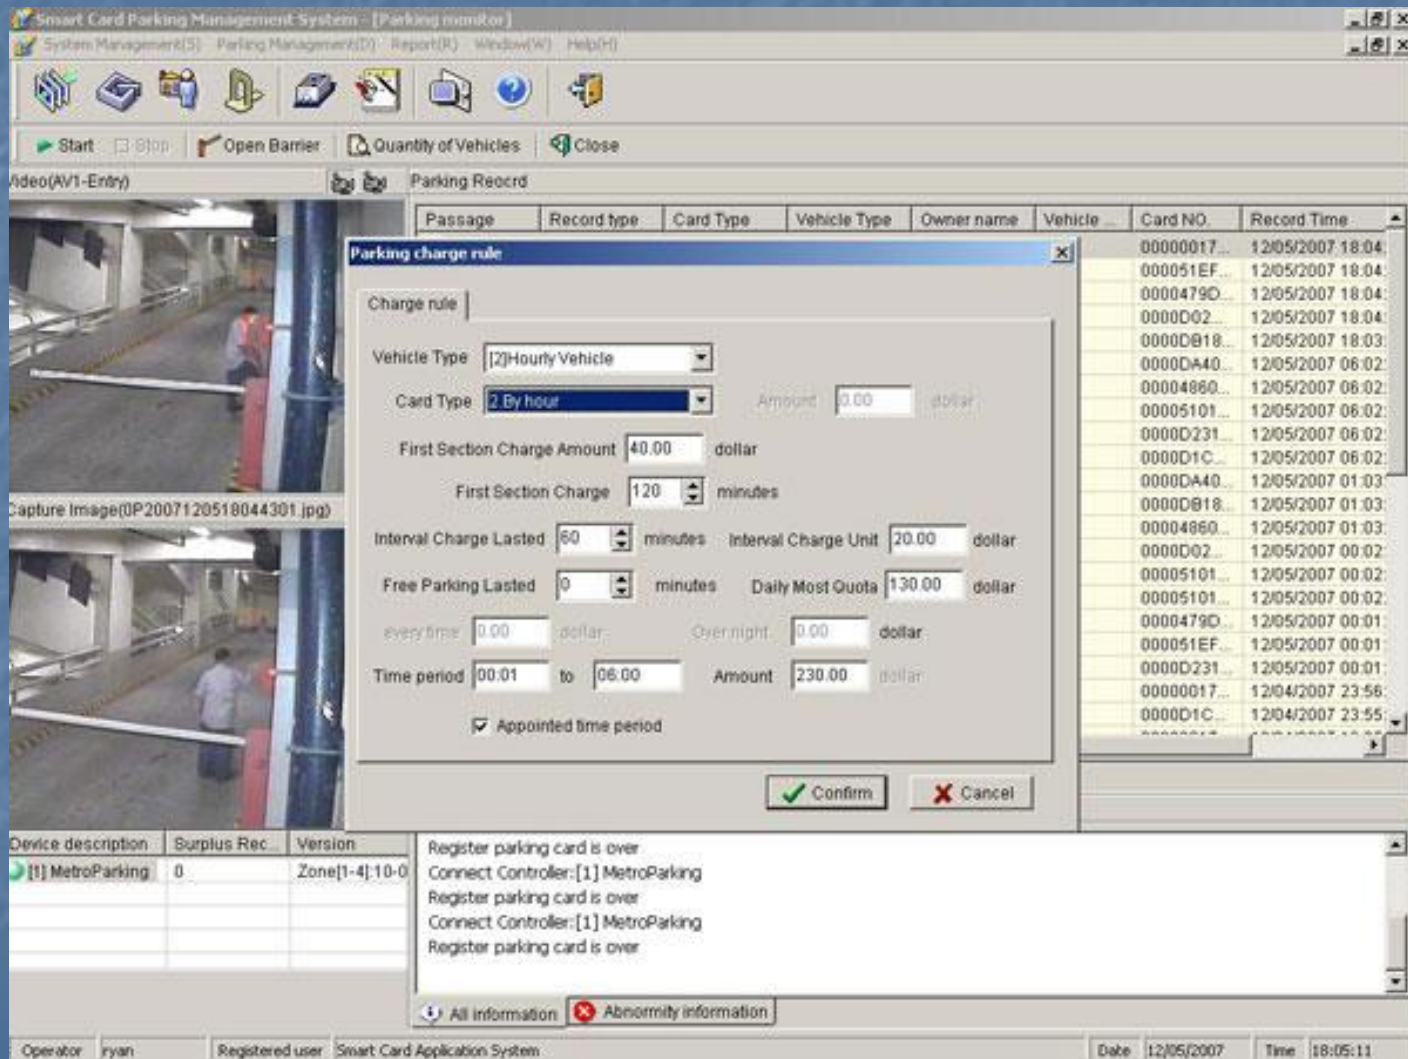 Smart Card Parking Management System - [Parking monitor]
System Management(S) Parking Management(D) Report(R) Window(W) Help(H)
Start Stop Open Barrier Quantity of Vehicles Close
Video(AV1-Entry) Parking Reocrd
Passage Record type Card Type Vehicle Type Owner name Vehicle ... Card NO. Record Time
00000017... 12/05/2007 18:04:
Parking charge rule
000051EF... 12/05/2007 18:04:
0000479D... 12/05/2007 18:04:
Charge rule
0000D02... 12/05/2007 18:04:
0000DB18... 12/05/2007 18:03:
Vehicle Type [2]Hourly Vehicle
0000DA40... 12/05/2007 06:02:
00004860... 12/05/2007 06:02:
Card Type 2.By hour Amount 0.00 dollar
00005101... 12/05/2007 06:02:
0000D231... 12/05/2007 06:02:
First Section Charge Amount 40.00 dollar
0000D1C... 12/05/2007 06:02:
0000DA40... 12/05/2007 01:03:
First Section Charge 120 minutes
0000DB18... 12/05/2007 01:03:
Capture Image(0P2007120518044301.jpg)
00004860... 12/05/2007 01:03:
Interval Charge Lasted 60 minutes Interval Charge Unit 20.00 dollar
0000D02... 12/05/2007 00:02:
00005101... 12/05/2007 00:02:
Free Parking Lasted 0 minutes Daily Most Quota 130.00 dollar
00005101... 12/05/2007 00:02:
0000479D... 12/05/2007 00:01:
every time 0.00 dollar Over night 0.00 dollar
000051EF... 12/05/2007 00:01:
0000D231... 12/05/2007 00:01:
Time period 00:01 to 06:00 Amount 230.00 dollar
00000017... 12/04/2007 23:56:
0000D1C... 12/04/2007 23:55:
Appointed time period
Confirm Cancel
Device description Surplus Rec... Version
[1] MetroParking 0 Zone[1-4]:10-0
Register parking card is over
Connect Controller:[1] MetroParking
Register parking card is over
Connect Controller:[1] MetroParking
Register parking card is over
All information Abnormity information
Operator ryan Registered user Smart Card Application System Date 12/05/2007 Time 18:05:11